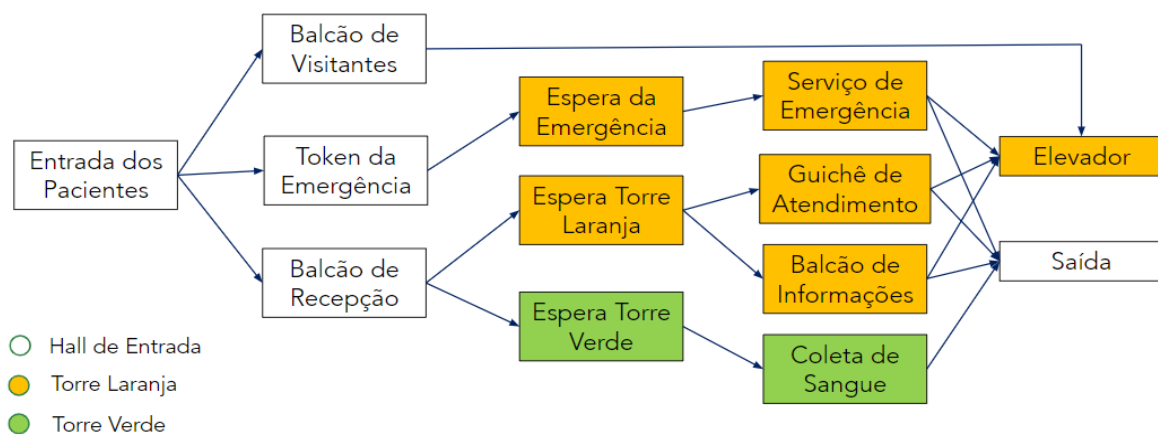 Balcão de
Visitantes
Entrada dos
Pacientes
Token da
Emergência
Balcão de
Recepção
Espera da
Emergência
Espera Torre
Laranja
Espera Torre
Verde
Serviço de
Emergência
Guichê de
Atendimento
Balcão de
Informações
Coleta de
Sangue
Elevador
Saída
Hall de Entrada
Torre Laranja
Torre Verde